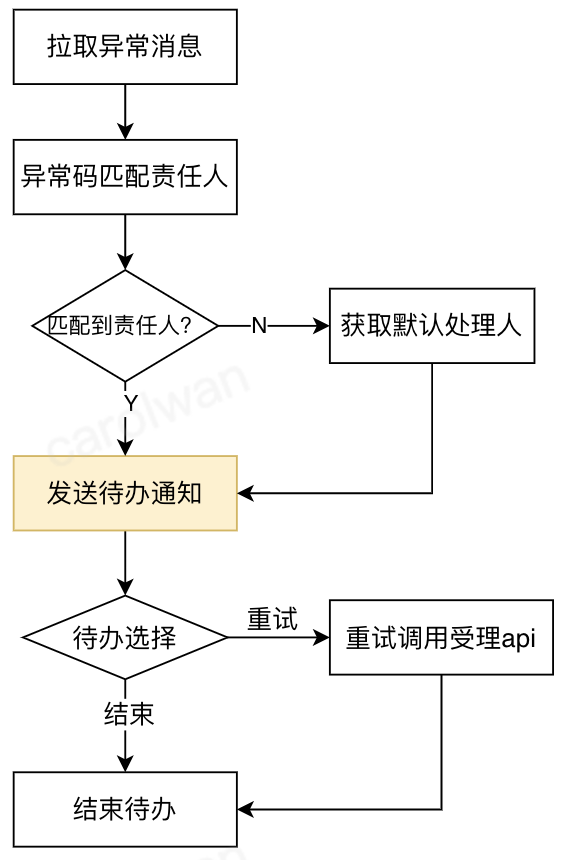 拉取异常消息
异常码匹配责任人
匹配到责任人?
N
获取默认处理人
Y
carolwan
发送待办通知
待办选择
重试
重试调用受理api
结束
结束待办